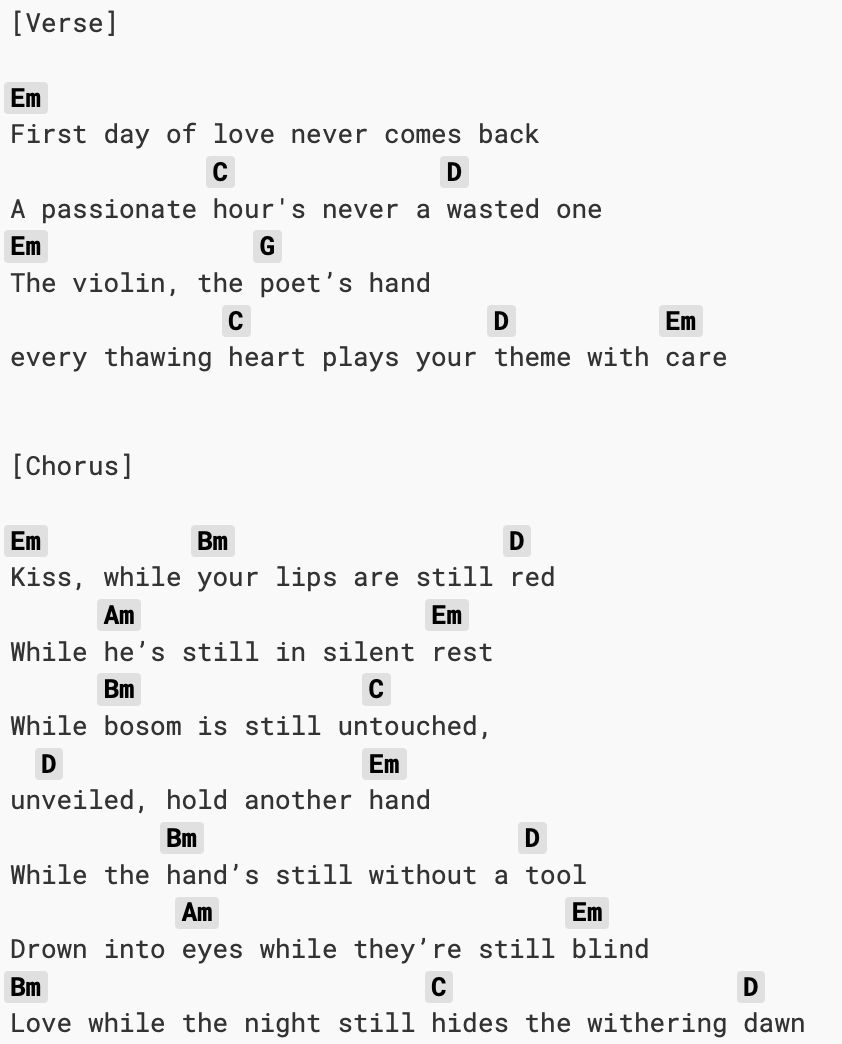 [Verse]
Em
First day of love never comes back
C D
A passionate hour's never a wasted one
Em G
The violin, the poet’s hand
C D Em
every thawing heart plays your theme with care
[Chorus]
Em Bm D
Kiss, while your lips are still red
Am Em
While he’s still in silent rest
Bm C
While bosom is still untouched,
D Em
unveiled, hold another hand
Bm D
While the hand’s still without a tool
Am Em
Drown into eyes while they’re still blind
Bm C D
Love while the night still hides the withering dawn